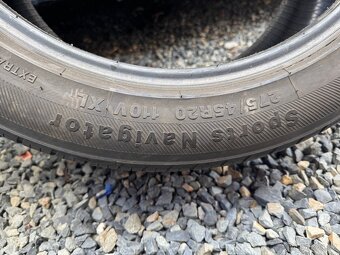 275/45R20 110V XL
Sports Navigator
EXTRA